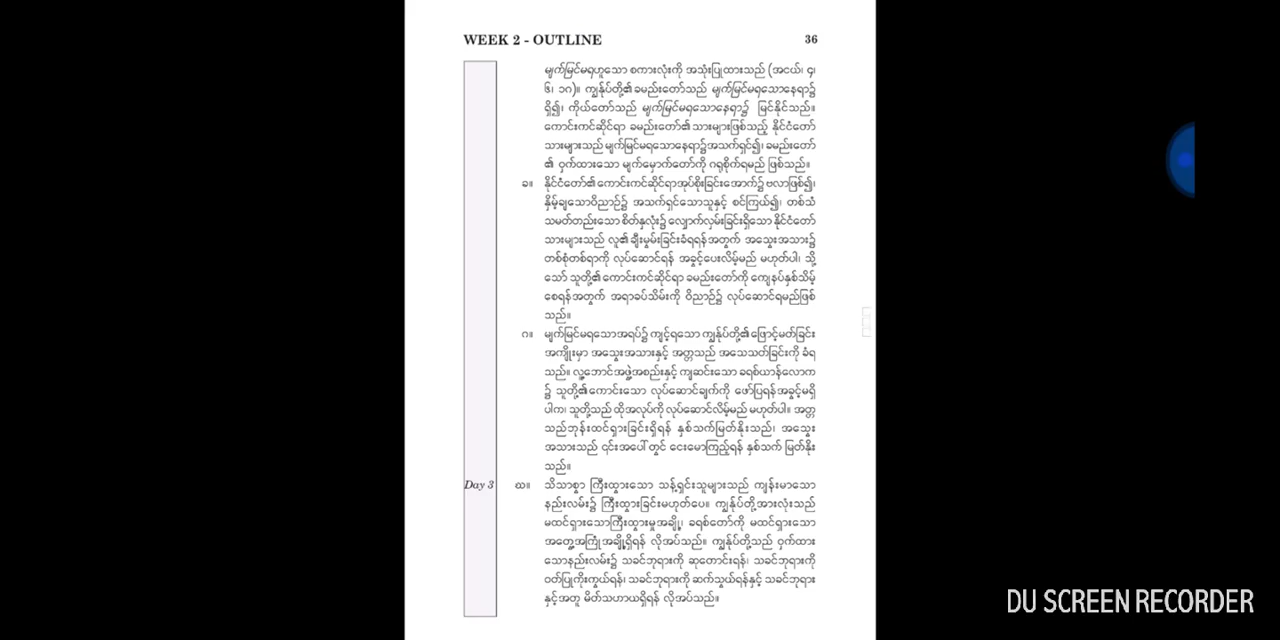 WEEK 2 - OUTLINE 36
မျက်မြင်မရဟူသော စကားလုံးကို အသုံးပြုထားသည် (အငယ်၊ ၄၊
၆၊ ၁၈)။ ကျွန်ုပ်တို့၏ခမည်းတော်သည် မျက်မြင်မရသောနေရာ၌
ရှိ၍၊ ကိုယ်တော်သည် မျက်မြင်မရသောနေရာ၌ မြင်နိုင်သည်။
ကောင်းကင်ဆိုင်ရာ ခမည်းတော်၏သားများဖြစ်သည့် နိုင်ငံတော်
သားများသည် မျက်မြင်မရသောနေရာ၌အသက်ရှင်၍၊ ခမည်းတော်
၏ ဝှက်ထားသော မျက်မှောက်တော်ကို ဂရုစိုက်ရမည် ဖြစ်သည်။
ခ။ နိုင်ငံတော်၏ကောင်းကင်ဆိုင်ရာအုပ်စိုးခြင်းအောက်၌ဗလာဖြစ်၍၊
နှိမ့်ချသောဝိညာဉ်၌ အသက်ရှင်သောသူနှင့် စင်ကြယ်၍၊ တစ်သံ
သမတ်တည်းသော စိတ်နှလုံး၌လျှောက်လှမ်းခြင်းရှိသော နိုင်ငံတော်
သားများသည် လူ၏ချီးမွမ်းခြင်းခံရရန်အတွက် အသွေးအသား၌
တစ်စုံတစ်ရာကို လုပ်ဆောင်ရန် အခွင့်ပေးလိမ့်မည် မဟုတ်ပါ၊ သို့
သော် သူတို့၏ကောင်းကင်ဆိုင်ရာ ခမည်းတော်ကို ကျေနပ်နှစ်သိမ့်
စေရန်အတွက် အရာခပ်သိမ်းကို ဝိညာဉ်၌ လုပ်ဆောင်ရမည်ဖြစ်
သည်။
ဂ။ မျက်မြင်မရသောအရပ်၌ကျင့်ရသော ကျွန်ုပ်တို့၏ဖြောင့်မတ်ခြင်း
အကျိုးမှာ အသွေးအသားနှင့် အတ္တသည် အသေသတ်ခြင်းကို ခံရ
သည်။ လူ့ဘောင်အဖွဲ့အစည်းနှင့် ကျဆင်းသော ခရစ်ယာန်လောက
၌ သူတို့၏ကောင်းသော လုပ်ဆောင်ချက်ကို ဖော်ပြရန်အခွင့်မရှိ
ပါက၊ သူတို့သည် ထိုအလုပ်ကို လုပ်ဆောင်လိမ့်မည် မဟုတ်ပါ။ အတ္တ
သည်ဘုန်းထင်ရှားခြင်းရှိရန် နှစ်သက်မြတ်နိုးသည်၊ အသွေး
အသားသည် ၎င်းအပေါ်တွင် ငေးမောကြည့်ရန် နှစ်သက် မြတ်နိုး
သည်။
Day 3 ဃ။ သိသာစွာ ကြီးထွားသော သန့်ရှင်းသူများသည် ကျန်းမာသော
နည်းလမ်း၌ ကြီးထွားခြင်းမဟုတ်ပေ။ ကျွန်ုပ်တို့အားလုံးသည်
မထင်ရှားသောကြီးထွားမှုအချို့၊ ခရစ်တော်ကို မထင်ရှားသော
အတွေ့အကြုံအချို့ရှိရန် လိုအပ်သည်။ ကျွန်ုပ်တို့သည် ဝှက်ထား
သောနည်းလမ်း၌ သခင်ဘုရားကို ဆုတောင်းရန်၊ သခင်ဘုရားကို
ဝတ်ပြုကိုးကွယ်ရန်၊ သခင်ဘုရားကို ဆက်သွယ်ရန်နှင့် သခင်ဘုရား
နှင့်အတူ မိတ်သဟာယရှိရန် လိုအပ်သည်။
DU SCREEN RECORDER